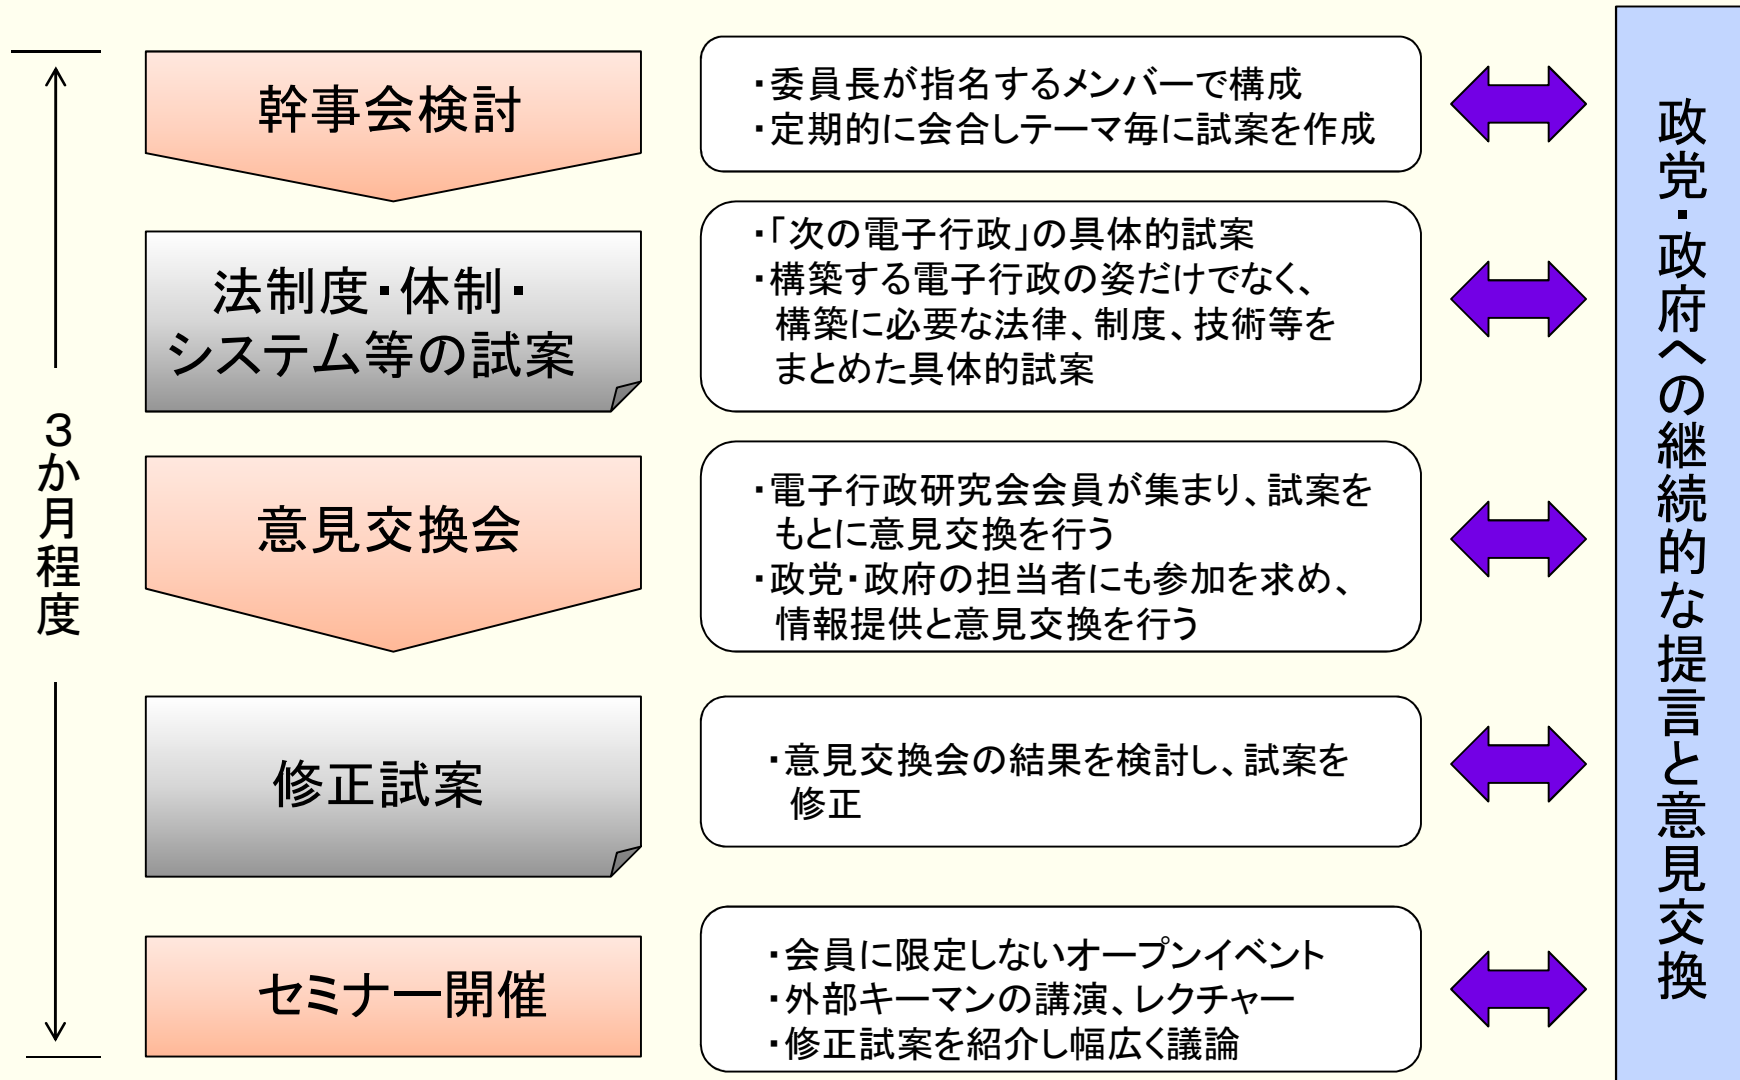 3か月程度
幹事会検討
・委員長が指名するメンバーで構成
・定期的に会合しテーマ毎に試案を作成
法制度・体制・
システム等の試案
・「次の電子行政」の具体的試案
・構築する電子行政の姿だけでなく、
構築に必要な法律、制度、技術等を
まとめた具体的試案
意見交換会
・電子行政研究会会員が集まり、試案を
もとに意見交換を行う
・政党・政府の担当者にも参加を求め、
情報提供と意見交換を行う
修正試案
・意見交換会の結果を検討し、試案を
修正
セミナー開催
・会員に限定しないオープンイベント
・外部キーマンの講演、レクチャー
・修正試案を紹介し幅広く議論
政党・政府への継続的な提言と意見交換